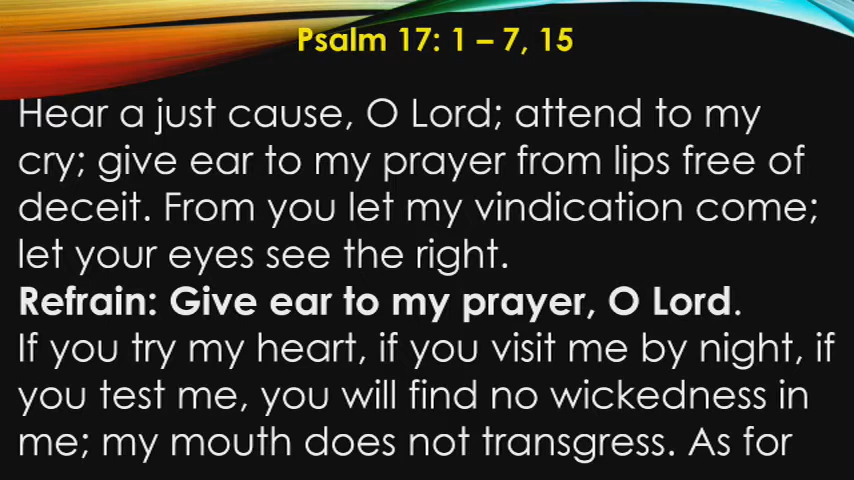 Psalm 17: 1 – 7, 15
Hear a just cause, O Lord; attend to my
cry; give ear to my prayer from lips free of
deceit. From you let my vindication come;
let your eyes see the right.
Refrain: Give ear to my prayer, O Lord.
If you try my heart, if you visit me by night, if
you test me, you will find no wickedness in
me; my mouth does not transgress. As for